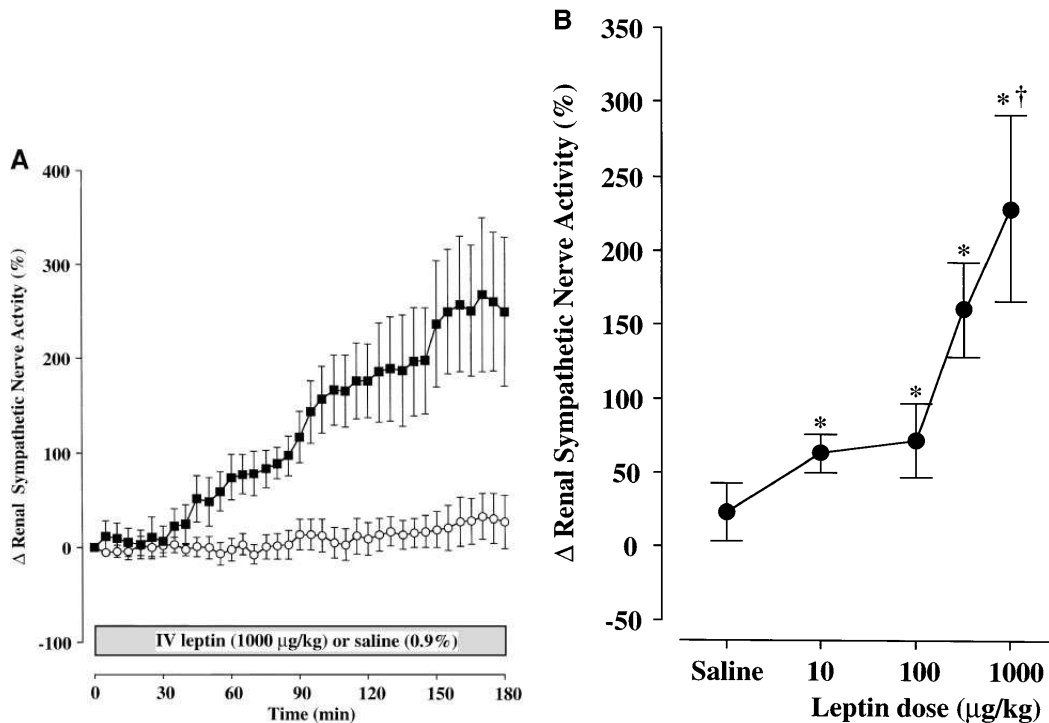 A
Δ Renal Sympathetic Nerve Actvity (%)
400
300
200
100
0
-100
IV leptin (1000 μg/kg) or saline (0.9%)
0 30 60 90 120 150 180
Time (min)
B
Δ Renal Sympathetic Nerve Activity (%)
350
300
250
200
150
100
50
0
-50
*
*
*
* †
Saline 10 100 1000
Leptin dose (μg/kg)